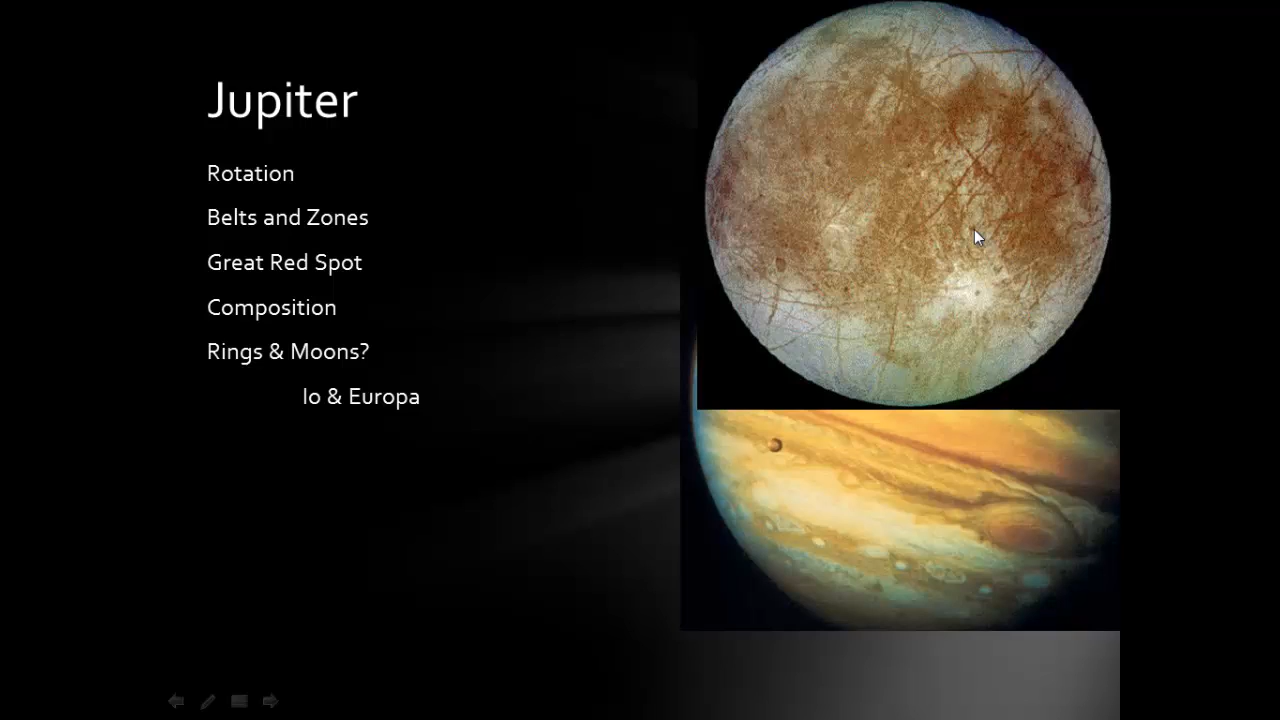 Jupiter
Rotation
Belts and Zones
Great Red Spot
Composition
Rings & Moons?
Io & Europa